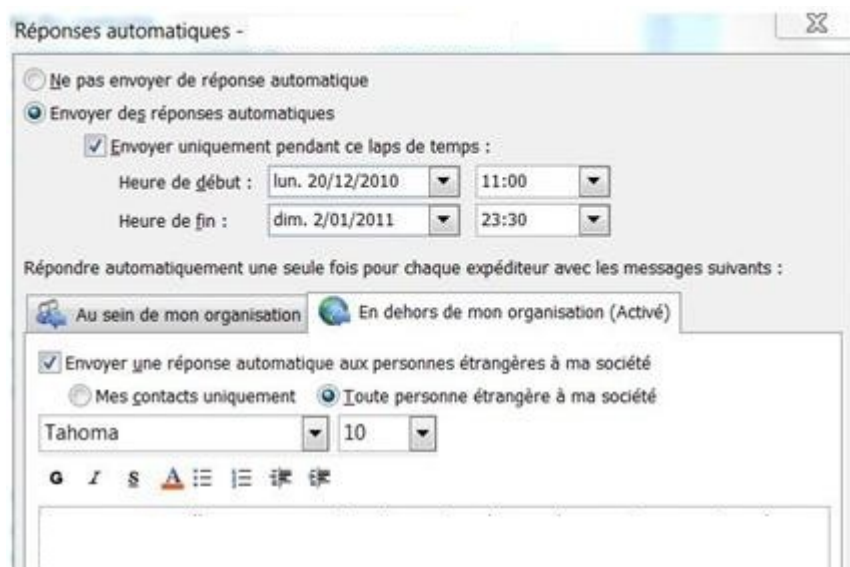 Réponses automatiques -
Ne pas envoyer de réponse automatique
Envoyer des réponses automatiques
Envoyer uniquement pendant ce laps de temps :
Heure de début : lun. 20/12/2010 11:00
Heure de fin : dim. 2/01/2011 23:30
Répondre automatiquement une seule fois pour chaque expéditeur avec les messages suivants :
Au sein de mon organisation En dehors de mon organisation (Activé)
Envoyer une réponse automatique aux personnes étrangères à ma société
Mes contacts uniquement Toute personne étrangère à ma société
Tahoma 10
G I S A